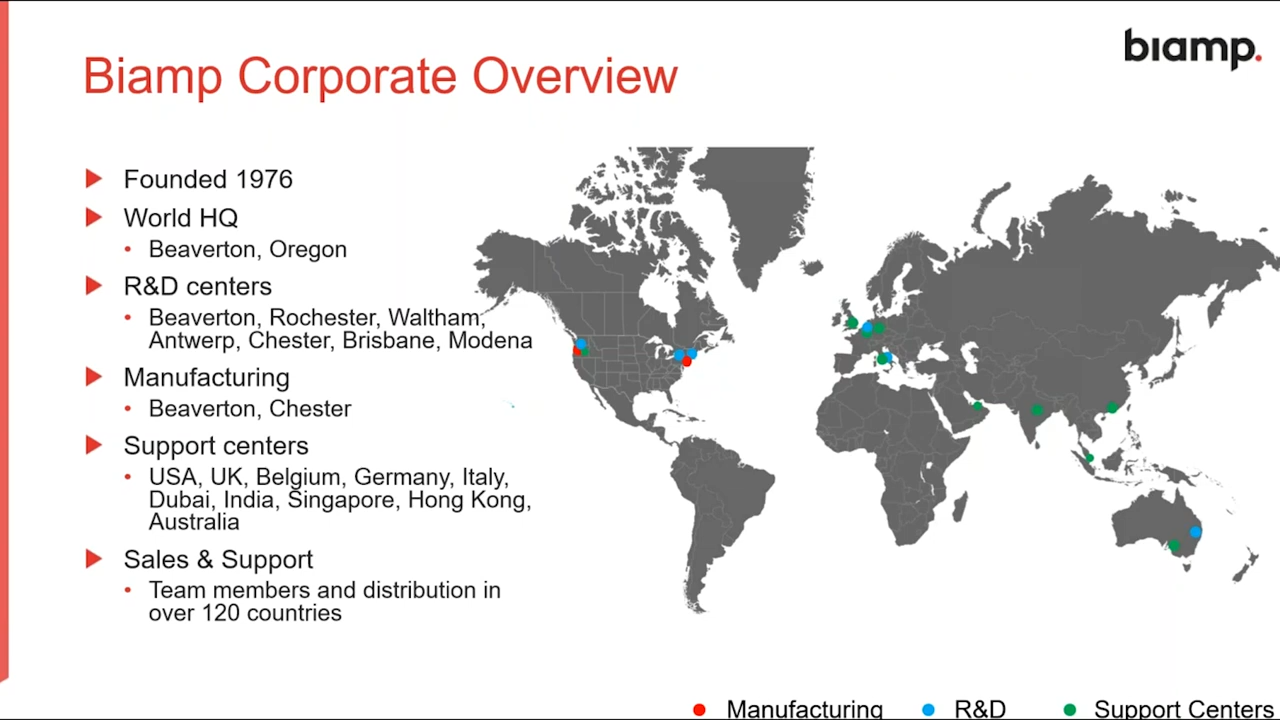 biamp.
Biamp Corporate Overview
Founded 1976
World HQ
Beaverton, Oregon
R&D centers
Beaverton, Rochester, Waltham,
Antwerp, Chester, Brisbane, Modena
Manufacturing
Beaverton, Chester
Support centers
USA, UK, Belgium, Germany, Italy,
Dubai, India, Singapore, Hong Kong,
Australia
Sales & Support
Team members and distribution in
over 120 countries
Manufacturing
R&D
Support Centers